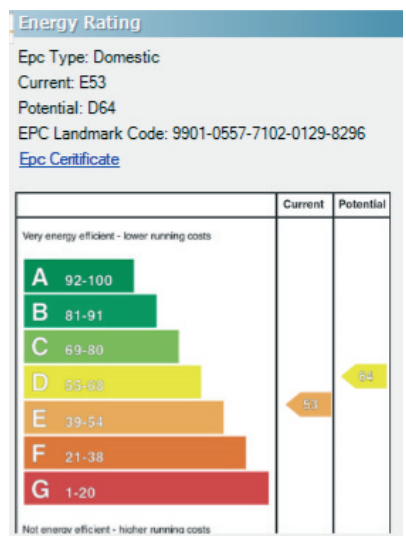 Energy Rating
Epc Type: Domestic
Current: E53
Potential: D64
EPC Landmark Code: 9901-0557-7102-0129-8296
Epc Ceritificate
Current Potential
Very energy efficient - lower running costs
A 92-100
B 81-91
C 69-80
D 55-68
64
E 39-54
53
F 21-38
G 1-20
Not energy efficient - higher running costs